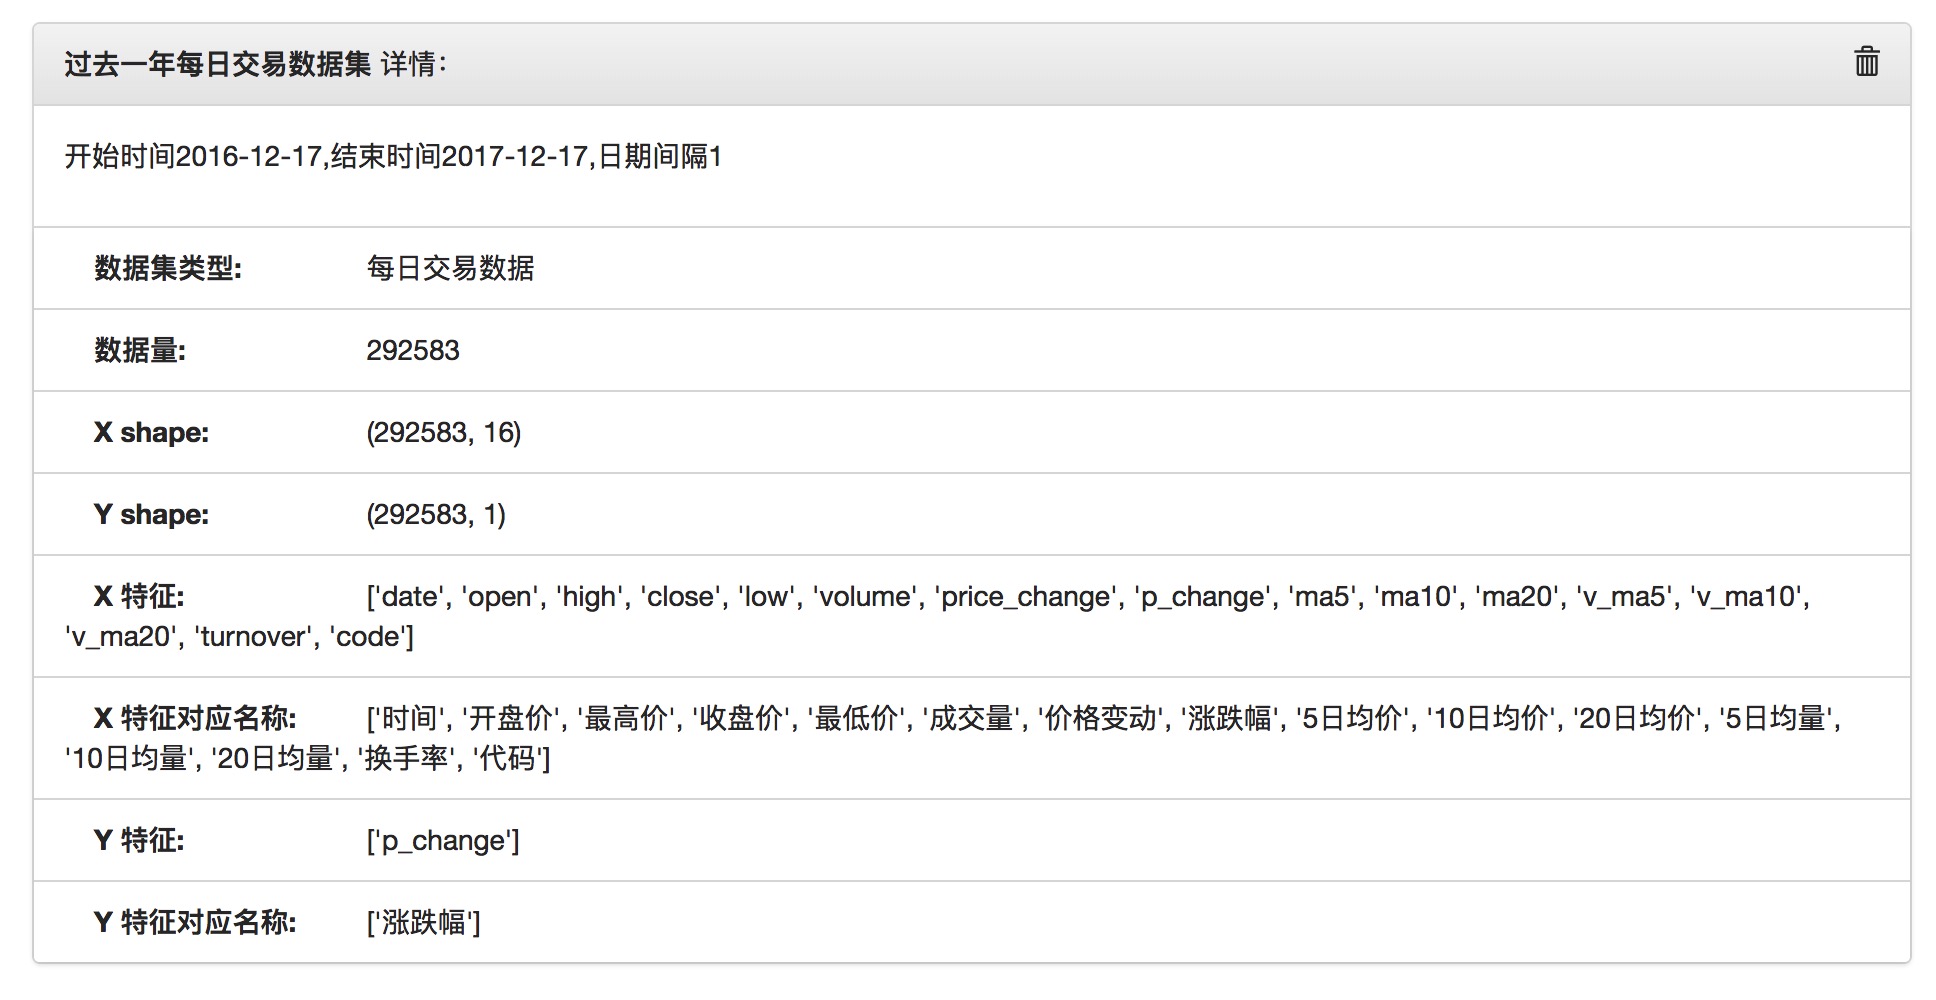 过去一年每日交易数据集 详情：
开始时间2016-12-17,结束时间2017-12-17,日期间隔1
数据集类型: 每日交易数据
数据量: 292583
X shape: (292583, 16)
Y shape: (292583, 1)
X 特征: ['date', 'open', 'high', 'close', 'low', 'volume', 'price_change', 'p_change', 'ma5', 'ma10', 'ma20', 'v_ma5', 'v_ma10',
'v_ma20', 'turnover', 'code']
X 特征对应名称: ['时间', '开盘价', '最高价', '收盘价', '最低价', '成交量', '价格变动', '涨跌幅', '5日均价', '10日均价', '20日均价', '5日均量',
'10日均量', '20日均量', '换手率', '代码']
Y 特征: ['p_change']
Y 特征对应名称: ['涨跌幅']